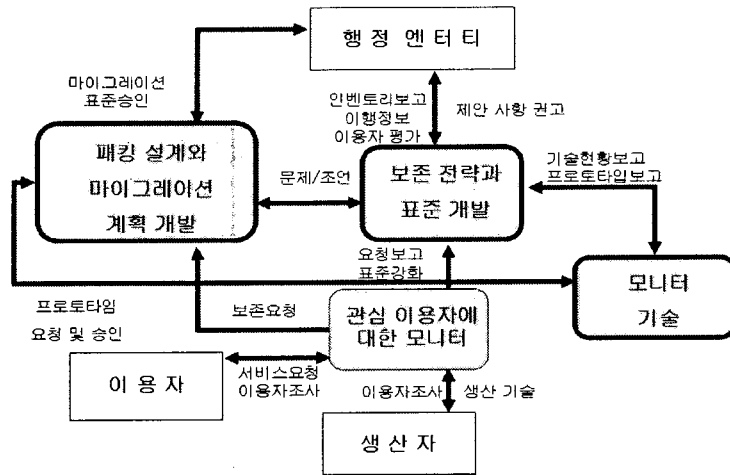 행정 엔터티
마이그레이션
표준승인
인벤토리보고
이행정보
이용자 평가
제안 사항 권고
패킹 설계와
마이그레이션
계획 개발
문제/조언
보존 전략과
표준 개발
기술현황보고
프로토타입보고
요청보고
표준강화
모니터
기술
프로토타임
요청 및 승인
보존요청
관심 이용자에
대한 모니터
이용자
서비스요청
이용자조사
이용자조사
생산 기술
생산자